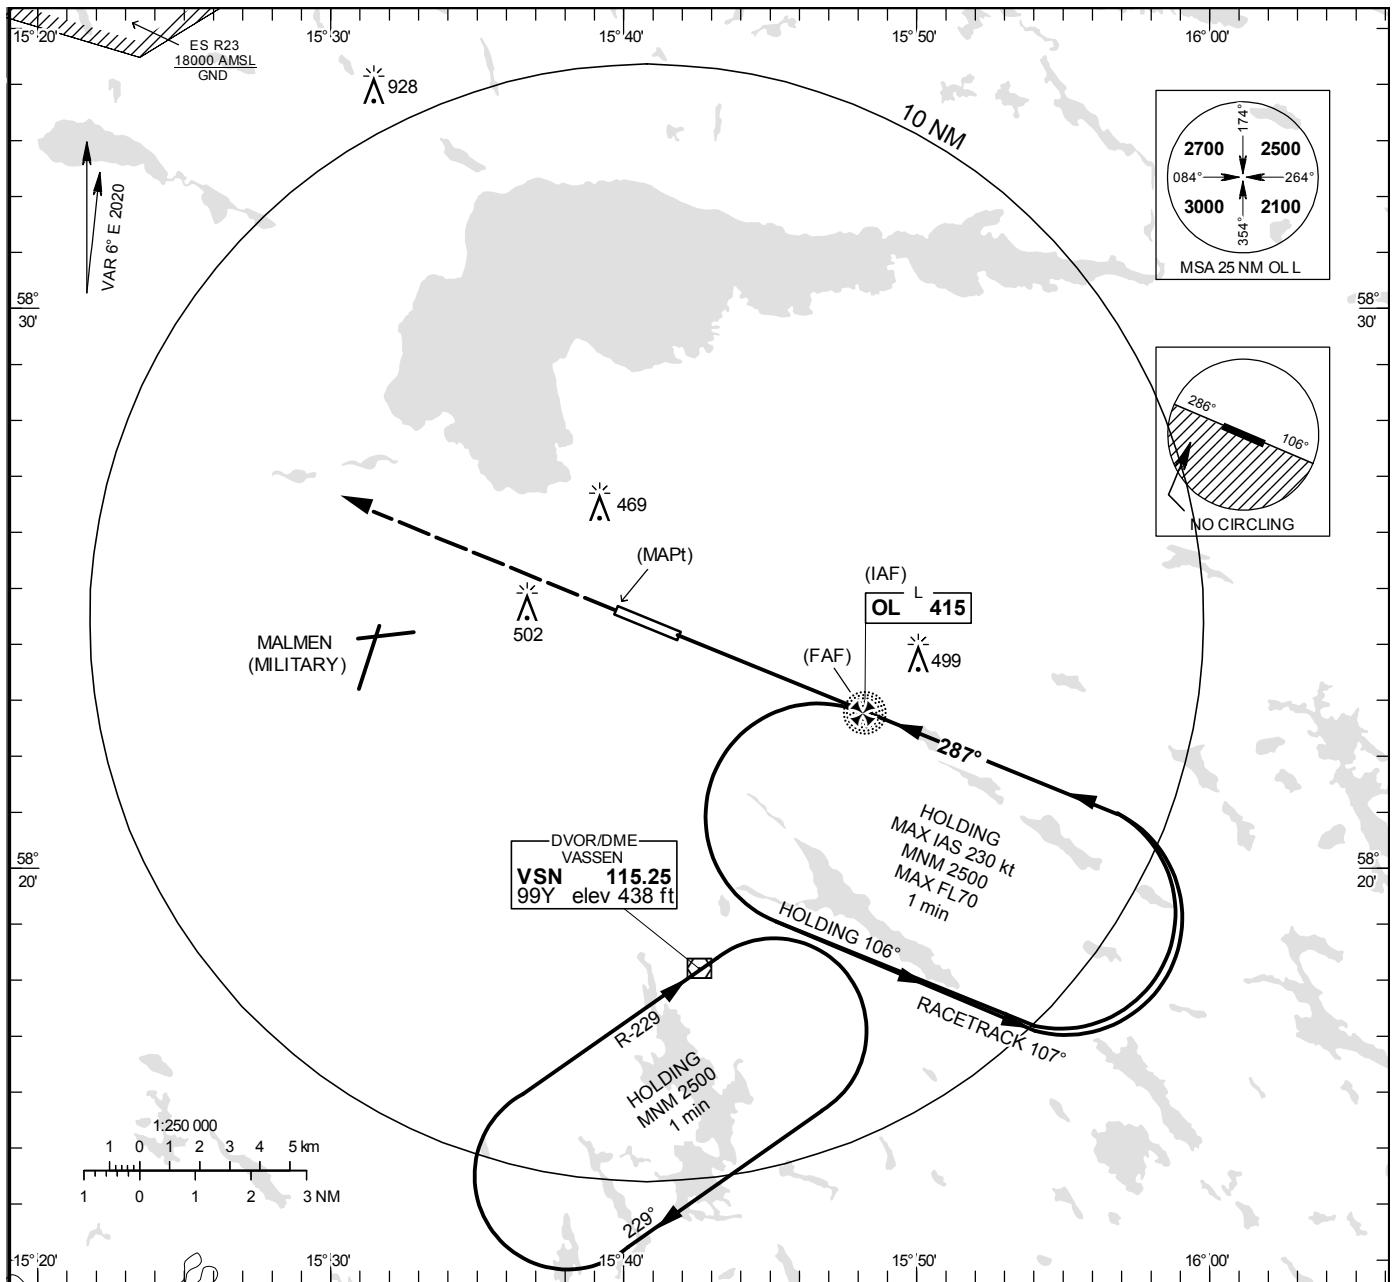 15°20'
15°30'
15°40'
15°50'
16°00'
ES R23
18000 AMSL
GND
928
10 NM
VAR 6° E 2020
174°
2700
2500
084°
264°
3000
2100
354°
MSA 25 NM OL L
58°
30'
58°
30'
286°
106°
NO CIRCLING
469
(MAPt)
(IAF)
L
OL 415
502
MALMEN
(MILITARY)
(FAF)
499
287°
HOLDING
MAX IAS 230 kt
MNM 2500
MAX FL70
1 min
DVOR/DME
VASSEN
VSN 115.25
99Y elev 438 ft
58°
20'
58°
20'
HOLDING 106°
RACETRACK 107°
R-229
HOLDING
MNM 2500
1 min
229°
1:250 000
1 0 1 2 3 4 5 km
1 0 1 2 3 NM
15°20'
15°30'
15°40'
15°50'
16°00'